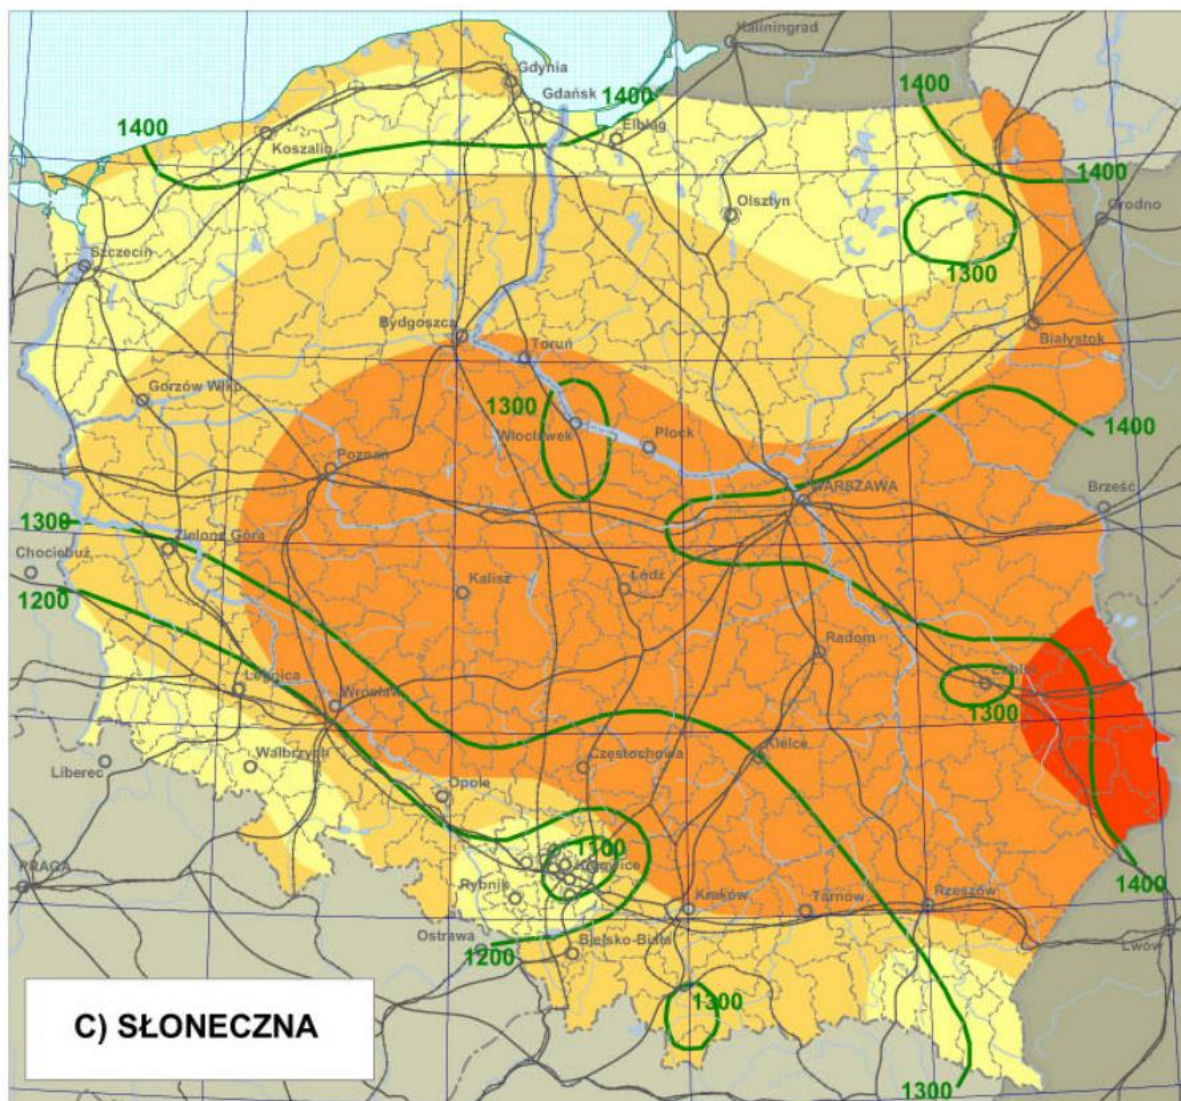 Kaliningrad
Gdynia
1400
Gdańsk
1400
1400
Elbląg
Koszalin
1400
Grodno
Olsztyn
Szczecin
1300
Bydgoszcz
Białystok
Toruń
Gorzów Wlkp.
1300
Włocławek
Płock
1400
Poznań
WARSZAWA
Brześć
1300
Zielona Góra
Chociebuż
1200
Kalisz
Łódź
Radom
Legnica
Lublin
Wrocław
1300
Kielce
Częstochowa
Liberec
Wałbrzych
Opole
1100
Katowice
PRAGA
Rybnik
1400
Kraków
Tarnów
Rzeszów
Ostrawa
Bielsko-Biała
Lwów
1200
1300
C) SŁONECZNA
1300